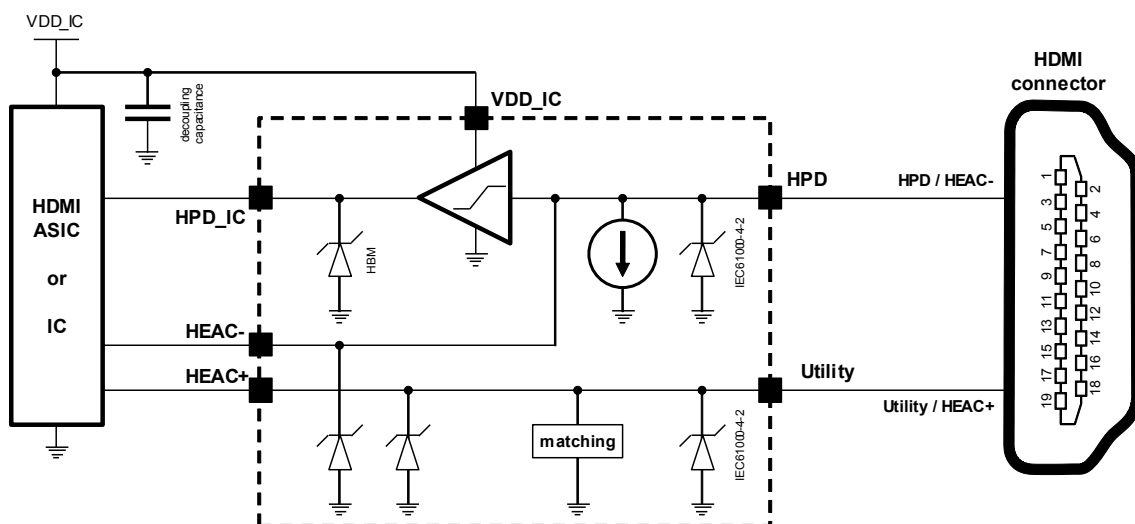 VDD_IC
HDMI
connector
decoupling
capacitance
VDD_IC
HPD
HPD / HEAC-
HDMI
ASIC
or
IC
HPD_IC
HBM
IEC61000-4-2
HEAC-
HEAC+
Utility
Utility / HEAC+
matching
IEC61000-4-2
1
2
3
4
5
6
7
8
9
10
11
12
13
14
15
16
17
18
19